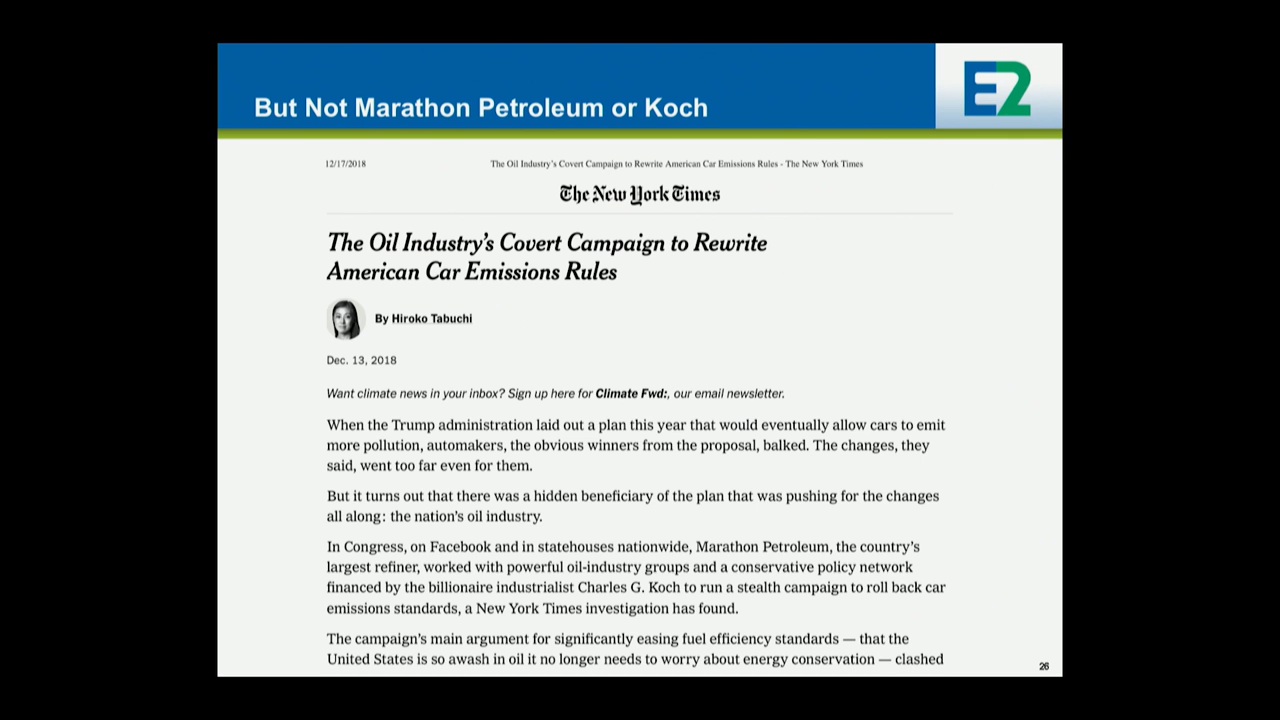 But Not Marathon Petroleum or Koch
E2
12/17/2018 The Oil Industry's Covert Campaign to Rewrite American Car Emissions Rules - The New York Times
The New York Times
The Oil Industry's Covert Campaign to Rewrite
American Car Emissions Rules
By Hiroko Tabuchi
Dec. 13, 2018
Want climate news in your inbox? Sign up here for Climate Fwd:, our email newsletter.
When the Trump administration laid out a plan this year that would eventually allow cars to emit
more pollution, automakers, the obvious winners from the proposal, balked. The changes, they
said, went too far even for them.
But it turns out that there was a hidden beneficiary of the plan that was pushing for the changes
all along: the nation's oil industry.
In Congress, on Facebook and in statehouses nationwide, Marathon Petroleum, the country's
largest refiner, worked with powerful oil-industry groups and a conservative policy network
financed by the billionaire industrialist Charles G. Koch to run a stealth campaign to roll back car
emissions standards, a New York Times investigation has found.
The campaign's main argument for significantly easing fuel efficiency standards — that the
United States is so awash in oil it no longer needs to worry about energy conservation — clashed
26